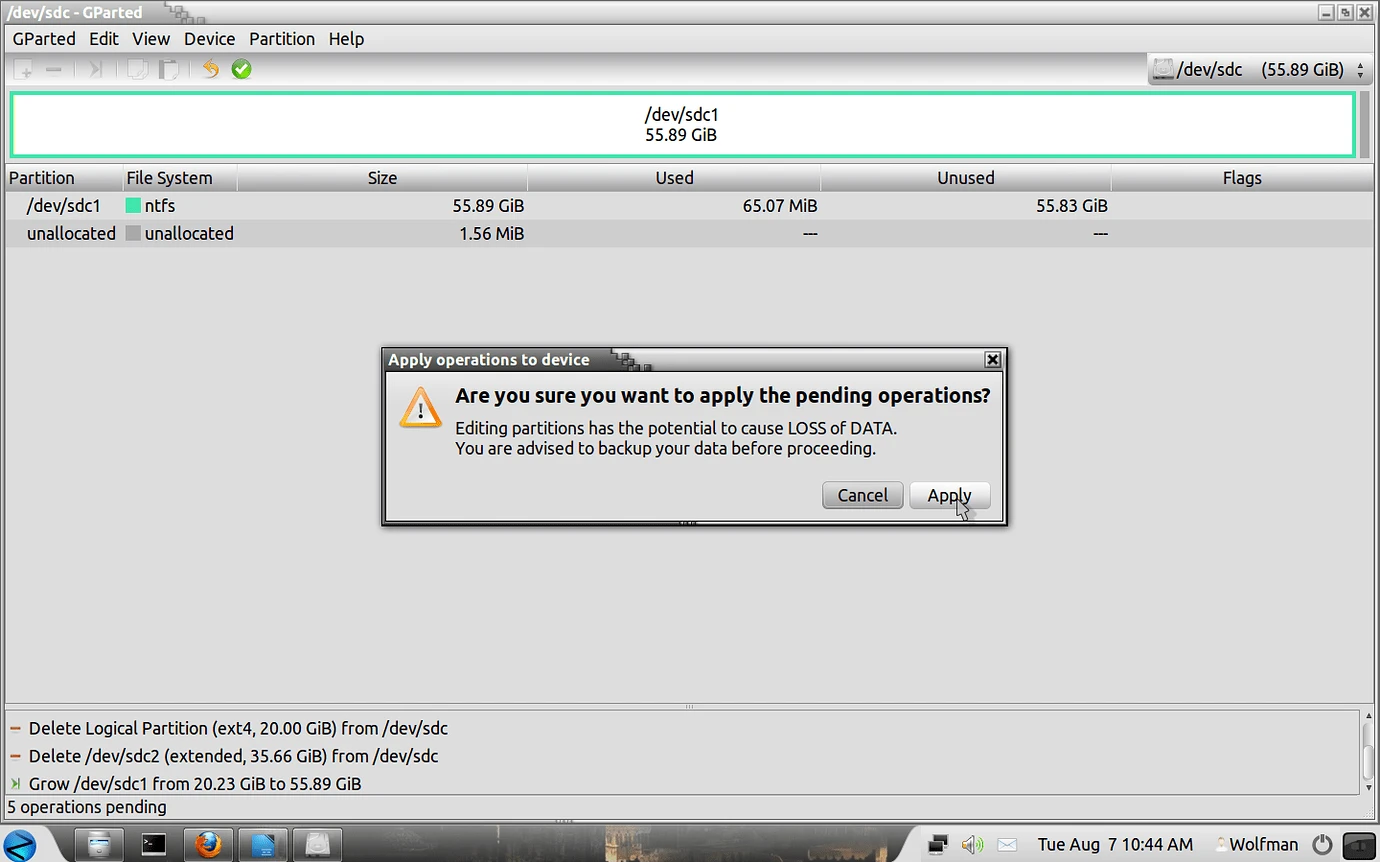 /dev/sdc - GParted
GParted Edit View Device Partition Help
/dev/sdc (55.89 GiB)
/dev/sdc1
55.89 GiB
Partition File System Size Used Unused Flags
/dev/sdc1 ntfs 55.89 GiB 65.07 MiB 55.83 GiB
unallocated unallocated 1.56 MiB --- ---
Apply operations to device
Are you sure you want to apply the pending operations?
Editing partitions has the potential to cause LOSS of DATA.
You are advised to backup your data before proceeding.
Cancel Apply
Delete Logical Partition (ext4, 20.00 GiB) from /dev/sdc
Delete /dev/sdc2 (extended, 35.66 GiB) from /dev/sdc
Grow /dev/sdc1 from 20.23 GiB to 55.89 GiB
5 operations pending
Tue Aug 7 10:44 AM Wolfman